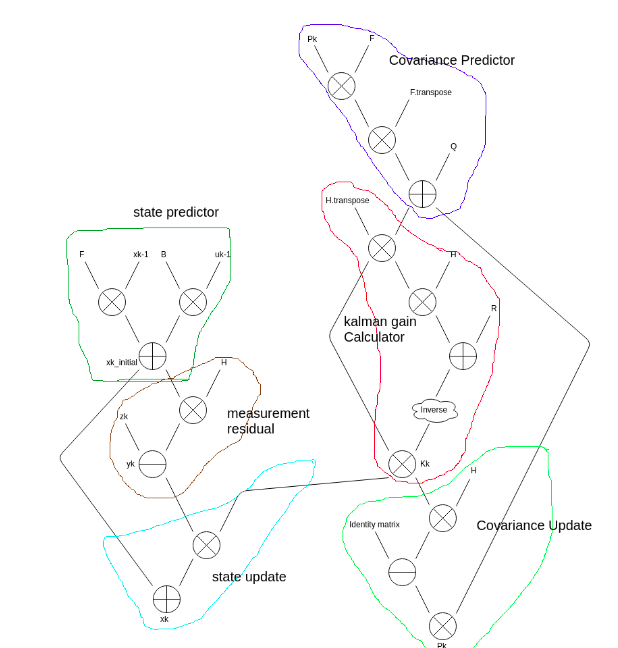 Pk
F
Covariance Predictor
F.transpose
Q
H.transpose
state predictor
F
xk-1
B
uk-1
H
R
kalman gain
Calculator
xk_initial
H
Inverse
zk
measurement
residual
yk
Kk
H
Identity matrix
Covariance Update
state update
xk
Pk